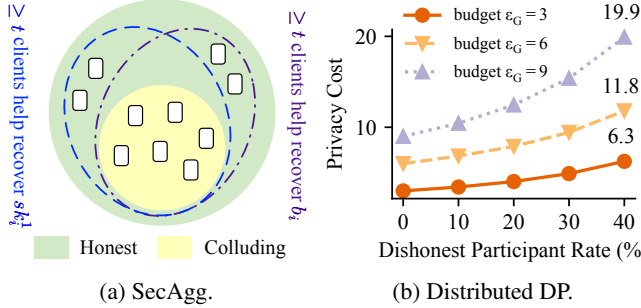 ≥ t clients help recover sk_i^1
≥ t clients help recover b_i
Honest
Colluding
(a) SecAgg.
budget ε_G = 3
budget ε_G = 6
budget ε_G = 9
19.9
11.8
6.3
Privacy Cost
20
10
0 10 20 30 40
Dishonest Participant Rate (%
(b) Distributed DP.